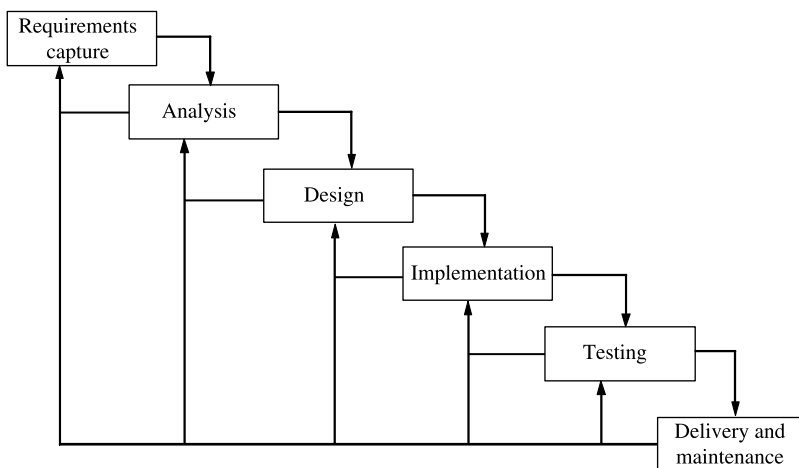 Requirements
capture
Analysis
Design
Implementation
Testing
Delivery and
maintenance